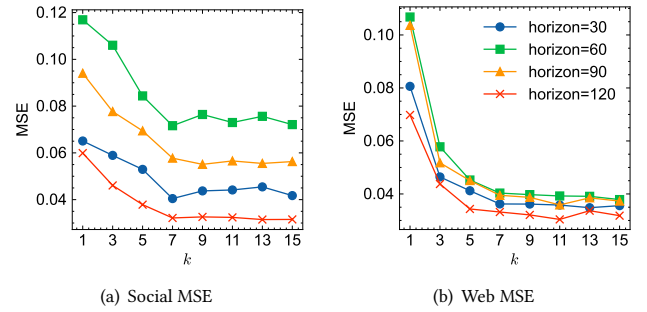 0.12
0.10
0.08
0.06
0.04
MSE
1 3 5 7 9 11 13 15
k
(a) Social MSE
0.10
0.08
0.06
0.04
MSE
horizon=30
horizon=60
horizon=90
horizon=120
1 3 5 7 9 11 13 15
k
(b) Web MSE